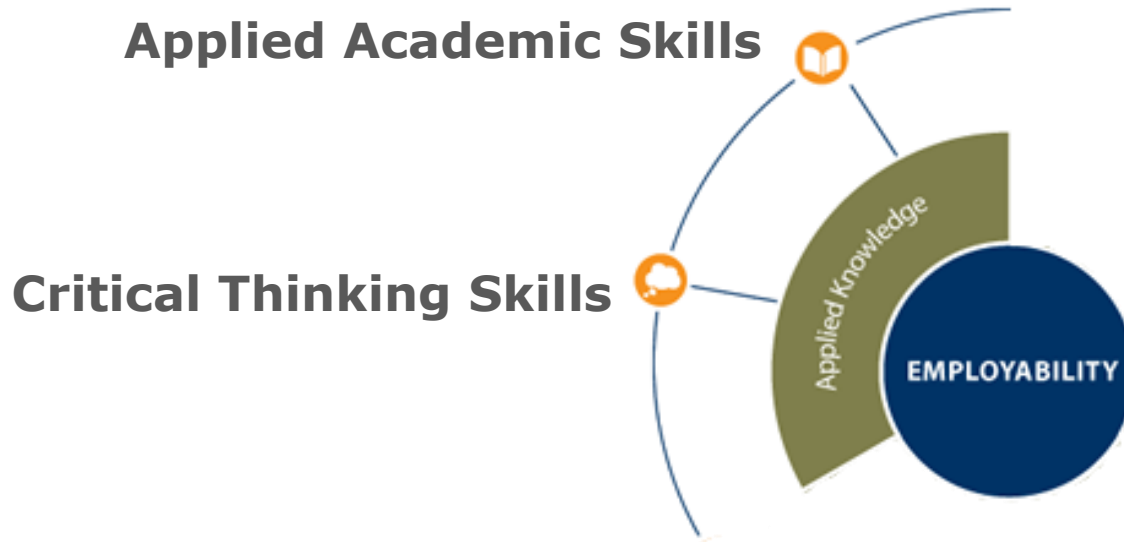 Applied Academic Skills
Critical Thinking Skills
Applied Knowledge
EMPLOYABILITY